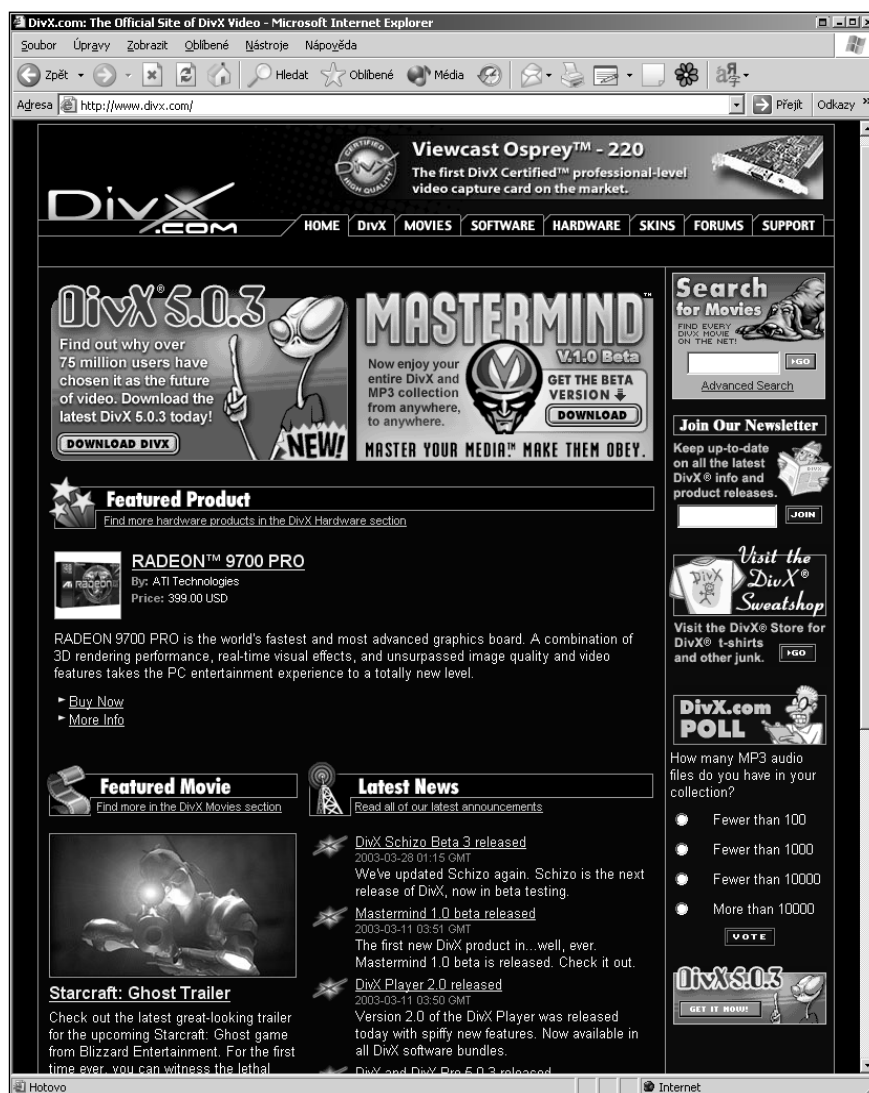 DivX.com: The Official Site of DivX Video - Microsoft Internet Explorer
Soubor Úpravy Zobrazit Oblíbené Nástroje Nápověda
Zpět Hledat Oblíbené Média
Adresa http://www.divx.com/ Přejít Odkazy
CERTIFIED
DivX
HIGH QUALITY
Viewcast Osprey™ - 220
The first DivX Certified™ professional-level
video capture card on the market.
DivX
.COM
HOME DivX MOVIES SOFTWARE HARDWARE SKINS FORUMS SUPPORT
DivX® 5.0.3
Find out why over
75 million users have
chosen it as the future
of video. Download the
latest DivX 5.0.3 today!
DOWNLOAD DIVX
NEW!
MASTERMIND™
V.1.0 Beta
Now enjoy your
entire DivX and
MP3 collection
from anywhere,
to anywhere.
GET THE BETA
VERSION
DOWNLOAD
MASTER YOUR MEDIA™ MAKE THEM OBEY.
Search
for Movies
FIND EVERY
DIVX MOVIE
ON THE NET!
GO
Advanced Search
Join Our Newsletter
Keep up-to-date
on all the latest
DivX® info and
product releases.
JOIN
Featured Product
Find more hardware products in the DivX Hardware section
RADEON™ 9700 PRO
By: ATI Technologies
Price: 399.00 USD
RADEON 9700 PRO is the world's fastest and most advanced graphics board. A combination of
3D rendering performance, real-time visual effects, and unsurpassed image quality and video
features takes the PC entertainment experience to a totally new level.
Buy Now
More Info
Visit the
DivX®
Sweatshop
Visit the DivX® Store for
DivX® t-shirts
and other junk.
GO
DivX.com
POLL
How many MP3 audio
files do you have in your
collection?
Fewer than 100
Fewer than 1000
Fewer than 10000
More than 10000
VOTE
DivX 5.0.3
GET IT NOW!
Featured Movie
Find more in the DivX Movies section
Starcraft: Ghost Trailer
Check out the latest great-looking trailer
for the upcoming Starcraft: Ghost game
from Blizzard Entertainment. For the first
time ever, you can witness the lethal
Latest News
Read all of our latest announcements
DivX Schizo Beta 3 released
2003-03-28 01:15 GMT
We've updated Schizo again. Schizo is the next
release of DivX, now in beta testing.
Mastermind 1.0 beta released
2003-03-11 03:51 GMT
The first new DivX product in...well, ever.
Mastermind 1.0 beta is released. Check it out.
DivX Player 2.0 released
2003-03-11 03:50 GMT
Version 2.0 of the DivX Player was released
today with spiffy new features. Now available in
all DivX software bundles.
DivX and DivX Pro 5.0.3 released
Hotovo Internet